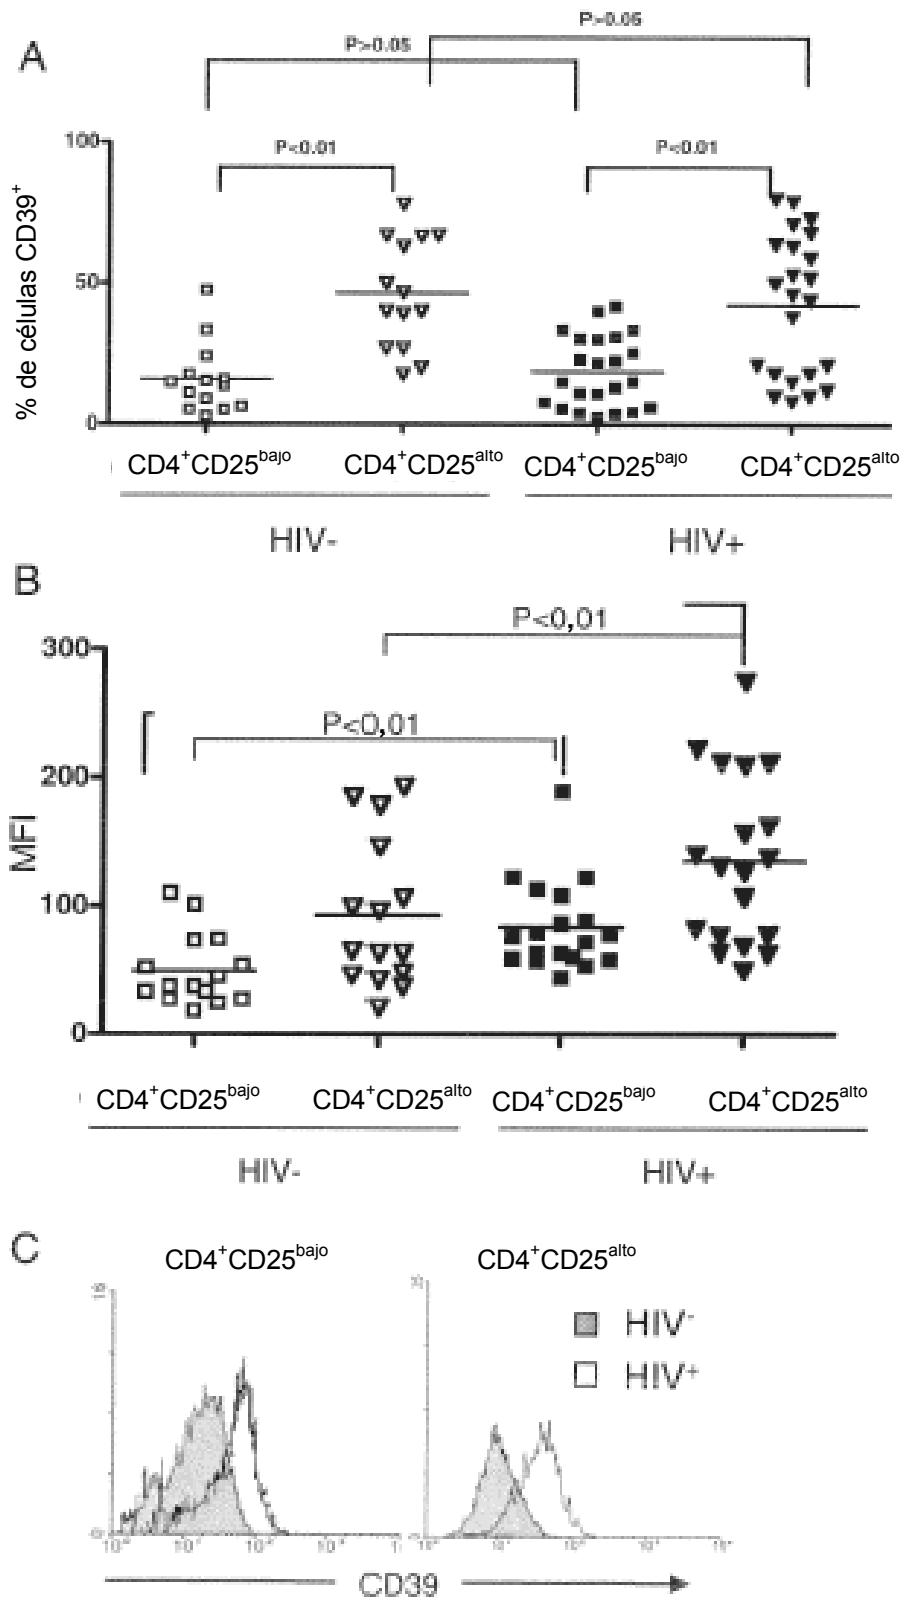 A
P>0.05
P>0.05
P<0.01
P<0.01
100
50
0
% de células CD39⁺
CD4⁺CD25ᵇᵃʲᵒ CD4⁺CD25ᵃˡᵗᵒ CD4⁺CD25ᵇᵃʲᵒ CD4⁺CD25ᵃˡᵗᵒ
HIV- HIV+
B
P<0,01
P<0,01
300
200
100
0
MFI
CD4⁺CD25ᵇᵃʲᵒ CD4⁺CD25ᵃˡᵗᵒ CD4⁺CD25ᵇᵃʲᵒ CD4⁺CD25ᵃˡᵗᵒ
HIV- HIV+
C
CD4⁺CD25ᵇᵃʲᵒ CD4⁺CD25ᵃˡᵗᵒ
HIV⁻
HIV⁺
CD39